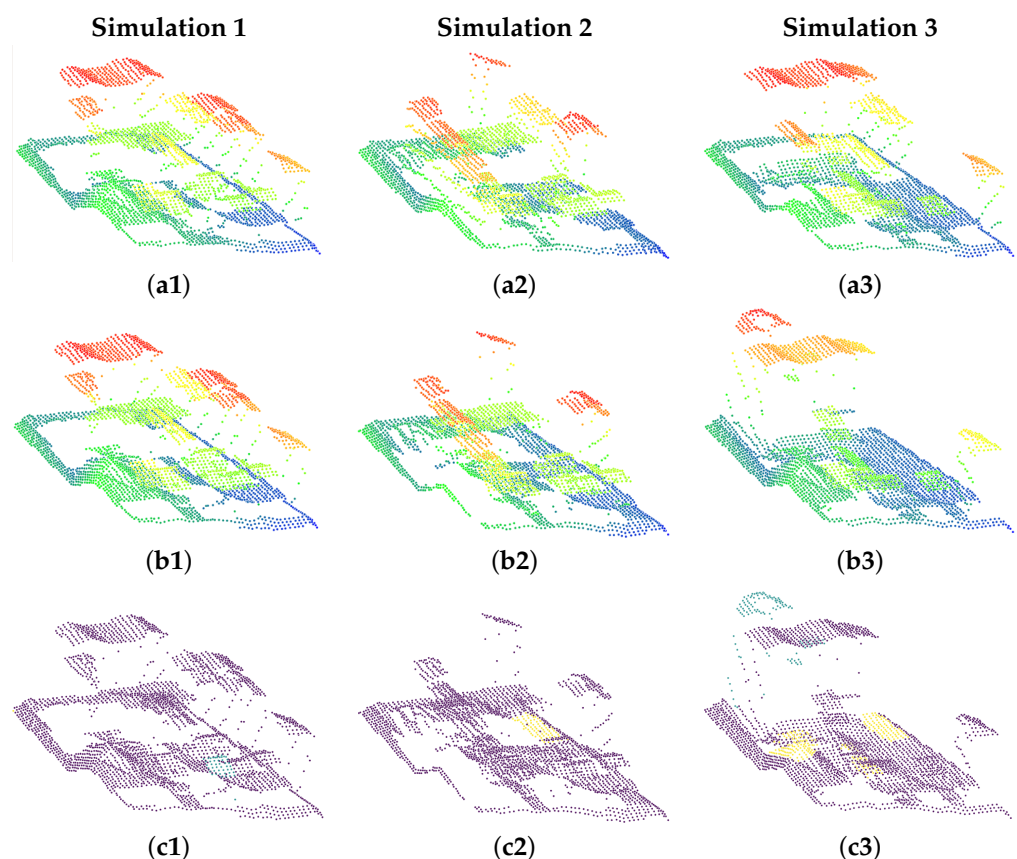 Simulation 1 Simulation 2 Simulation 3
(a1) (a2) (a3)
(b1) (b2) (b3)
(c1) (c2) (c3)